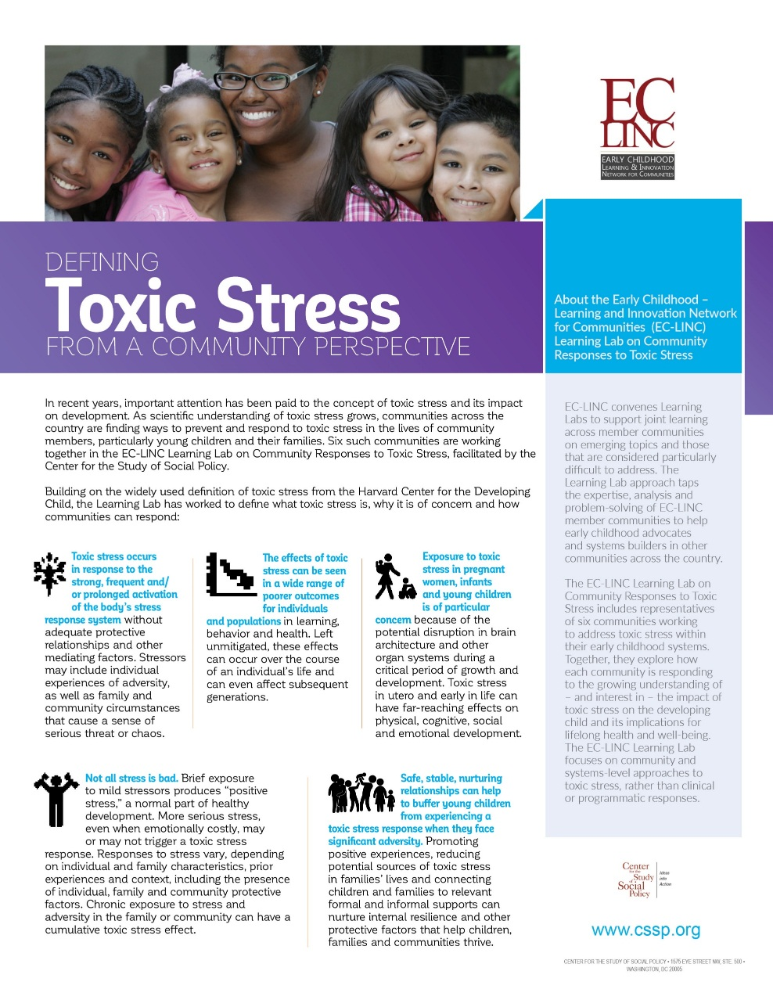 EC
LINC
EARLY CHILDHOOD
LEARNING & INNOVATION
NETWORK FOR COMMUNITIES
DEFINING
Toxic Stress
FROM A COMMUNITY PERSPECTIVE
In recent years, important attention has been paid to the concept of toxic stress and its impact
on development. As scientific understanding of toxic stress grows, communities across the
country are finding ways to prevent and respond to toxic stress in the lives of community
members, particularly young children and their families. Six such communities are working
together in the EC-LINC Learning Lab on Community Responses to Toxic Stress, facilitated by the
Center for the Study of Social Policy.
Building on the widely used definition of toxic stress from the Harvard Center for the Developing
Child, the Learning Lab has worked to define what toxic stress is, why it is of concern and how
communities can respond:
Toxic stress occurs
in response to the
strong, frequent and/
or prolonged activation
of the body's stress
response system without
adequate protective
relationships and other
mediating factors. Stressors
may include individual
experiences of adversity,
as well as family and
community circumstances
that cause a sense of
serious threat or chaos.
The effects of toxic
stress can be seen
in a wide range of
poorer outcomes
for individuals
and populations in learning,
behavior and health. Left
unmitigated, these effects
can occur over the course
of an individual's life and
can even affect subsequent
generations.
Exposure to toxic
stress in pregnant
women, infants
and young children
is of particular
concern because of the
potential disruption in brain
architecture and other
organ systems during a
critical period of growth and
development. Toxic stress
in utero and early in life can
have far-reaching effects on
physical, cognitive, social
and emotional development.
Not all stress is bad. Brief exposure
to mild stressors produces “positive
stress,” a normal part of healthy
development. More serious stress,
even when emotionally costly, may
or may not trigger a toxic stress
response. Responses to stress vary, depending
on individual and family characteristics, prior
experiences and context, including the presence
of individual, family and community protective
factors. Chronic exposure to stress and
adversity in the family or community can have a
cumulative toxic stress effect.
Safe, stable, nurturing
relationships can help
to buffer young children
from experiencing a
toxic stress response when they face
significant adversity. Promoting
positive experiences, reducing
potential sources of toxic stress
in families' lives and connecting
children and families to relevant
formal and informal supports can
nurture internal resilience and other
protective factors that help children,
families and communities thrive.
About the Early Childhood –
Learning and Innovation Network
for Communities (EC-LINC)
Learning Lab on Community
Responses to Toxic Stress
EC-LINC convenes Learning
Labs to support joint learning
across member communities
on emerging topics and those
that are considered particularly
difficult to address. The
Learning Lab approach taps
the expertise, analysis and
problem-solving of EC-LINC
member communities to help
early childhood advocates
and systems builders in other
communities across the country.
The EC-LINC Learning Lab on
Community Responses to Toxic
Stress includes representatives
of six communities working
to address toxic stress within
their early childhood systems.
Together, they explore how
each community is responding
to the growing understanding of
– and interest in – the impact of
toxic stress on the developing
child and its implications for
lifelong health and well-being.
The EC-LINC Learning Lab
focuses on community and
systems-level approaches to
toxic stress, rather than clinical
or programmatic responses.
Center
for the
Study
of
Social
Policy
Ideas
into
Action
www.cssp.org
CENTER FOR THE STUDY OF SOCIAL POLICY • 1575 EYE STREET NW, STE. 500 •
WASHINGTON, DC 20005